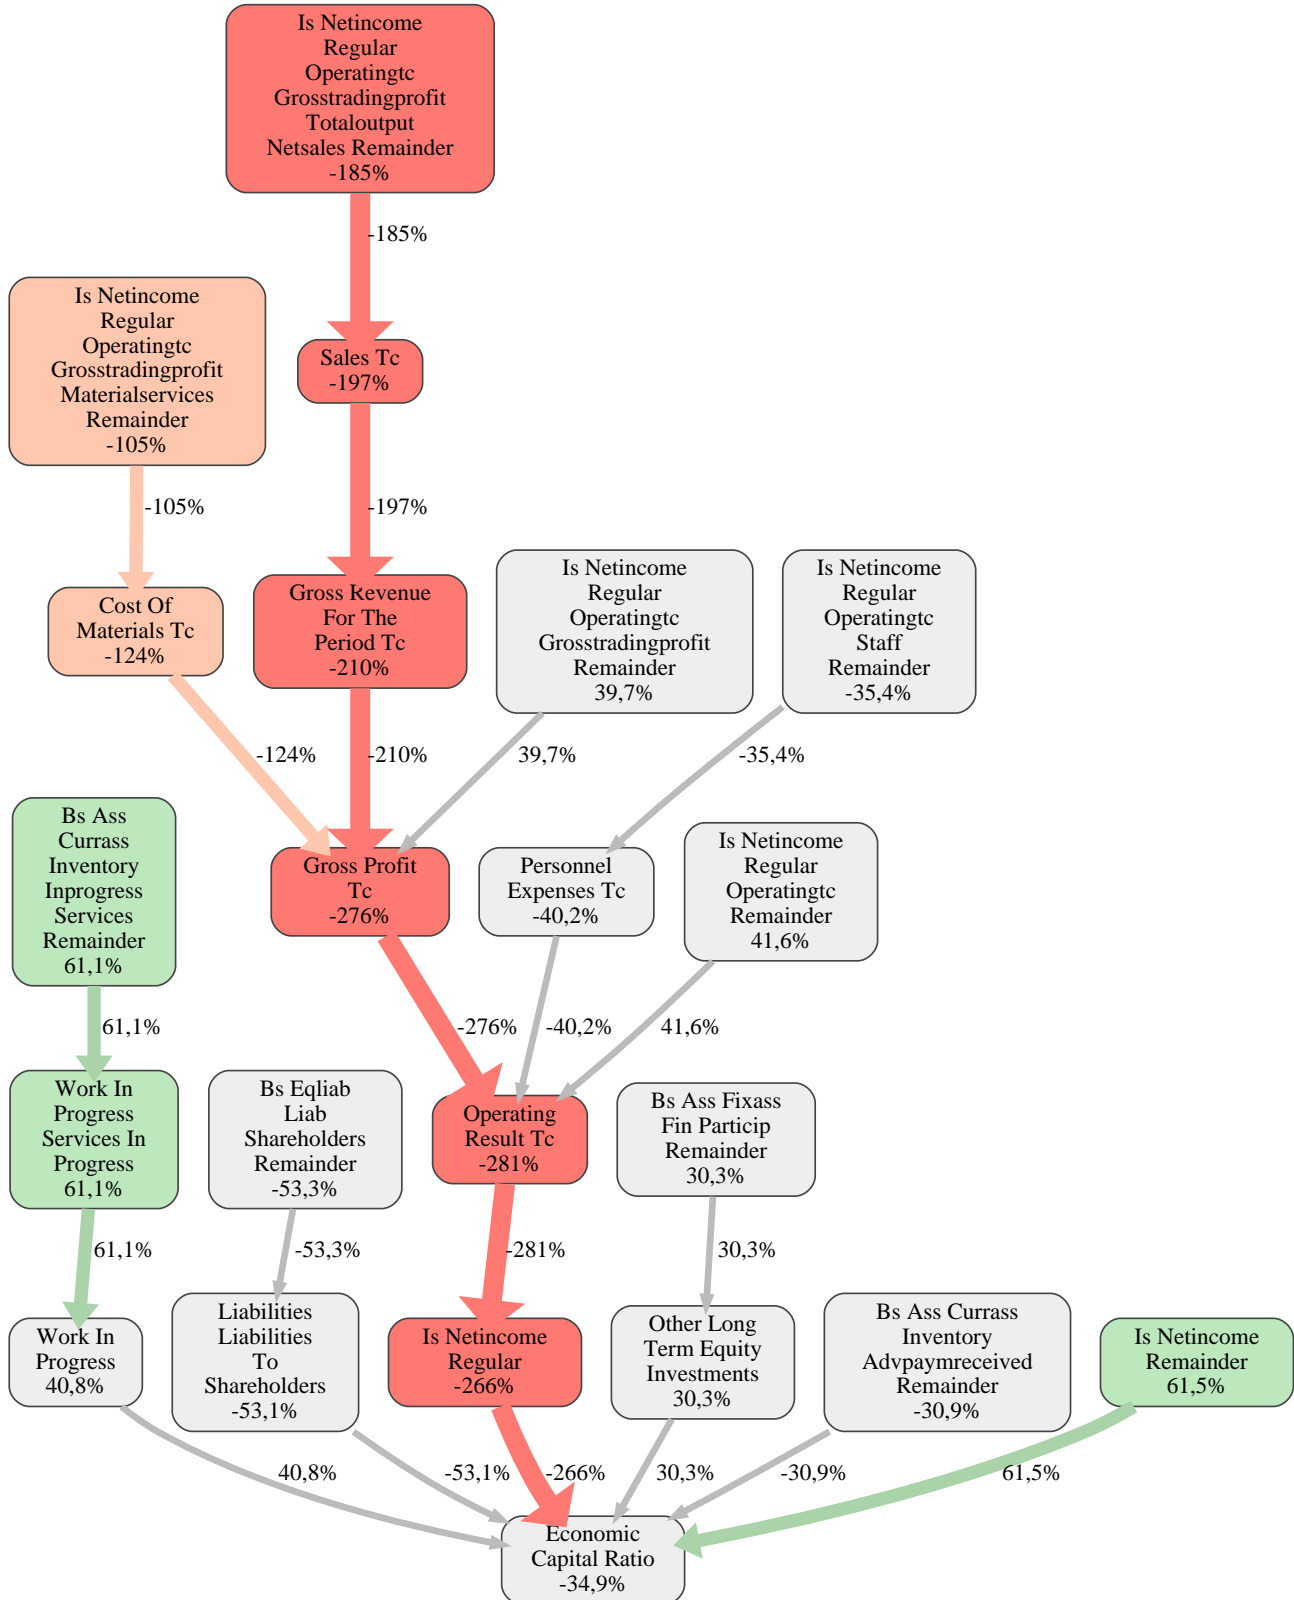 Is Netincome
Regular
Operatingtc
Grosstradingprofit
Totaloutput
Netsales Remainder
-185%
-185%
Is Netincome
Regular
Operatingtc
Grosstradingprofit
Materialservices
Remainder
-105%
Sales Tc
-197%
-105%
-197%
Cost Of
Materials Tc
-124%
Gross Revenue
For The
Period Tc
-210%
Is Netincome
Regular
Operatingtc
Grosstradingprofit
Remainder
39,7%
Is Netincome
Regular
Operatingtc
Staff
Remainder
-35,4%
-124%
-210%
39,7%
-35,4%
Bs Ass
Currass
Inventory
Inprogress
Services
Remainder
61,1%
Gross Profit
Tc
-276%
Personnel
Expenses Tc
-40,2%
Is Netincome
Regular
Operatingtc
Remainder
41,6%
61,1%
-276%
-40,2%
41,6%
Work In
Progress
Services In
Progress
61,1%
Bs Eqliab
Liab
Shareholders
Remainder
-53,3%
Operating
Result Tc
-281%
Bs Ass Fixass
Fin Particip
Remainder
30,3%
61,1%
-53,3%
-281%
30,3%
Work In
Progress
40,8%
Liabilities
Liabilities
To
Shareholders
-53,1%
Is Netincome
Regular
-266%
Other Long
Term Equity
Investments
30,3%
Bs Ass Currass
Inventory
Advpaymreceived
Remainder
-30,9%
Is Netincome
Remainder
61,5%
40,8%
-53,1%
-266%
30,3%
-30,9%
61,5%
Economic
Capital Ratio
-34,9%